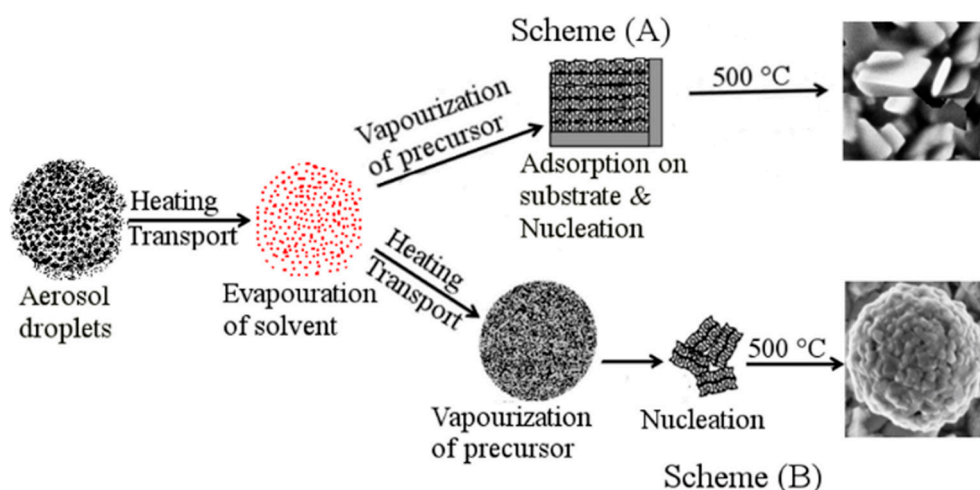 Scheme (A)
500 °C
Vapourization
of precursor
Adsorption on
substrate &
Nucleation
Heating
Transport
Aerosol
droplets
Evapouration
of solvent
Heating
Transport
Vapourization
of precursor
Nucleation
500 °C
Scheme (B)